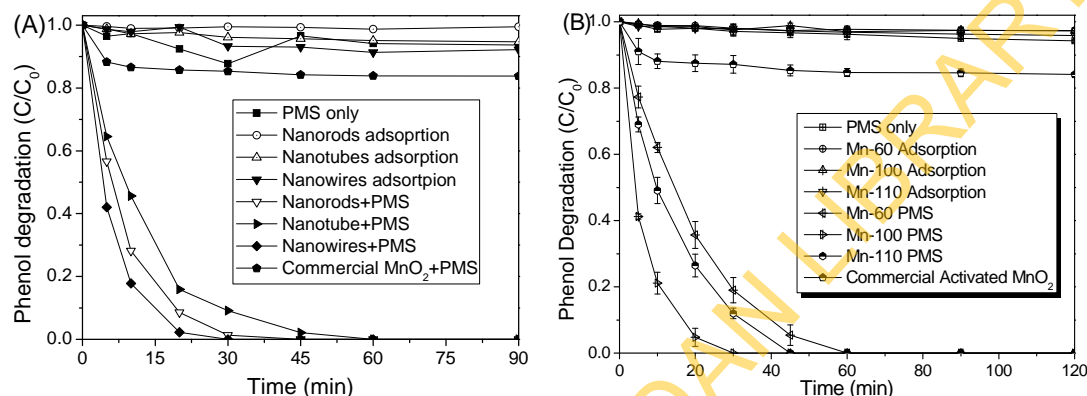 (A)
1.0
0.8
0.6
0.4
0.2
0.0
Phenol degradation (C/C0)
PMS only
Nanorods adsoprtion
Nanotubes adsorption
Nanowires adsortpion
Nanorods+PMS
Nanotube+PMS
Nanowires+PMS
Commercial MnO2+PMS
0 15 30 45 60 75 90
Time (min)
(B)
1.0
0.8
0.6
0.4
0.2
0.0
Phenol Degradation (C/C0)
PMS only
Mn-60 Adsorption
Mn-100 Adsorption
Mn-110 Adsorption
Mn-60 PMS
Mn-100 PMS
Mn-110 PMS
Commercial Activated MnO2
0 20 40 60 80 100 120
Time (min)
DAN LIBRAR